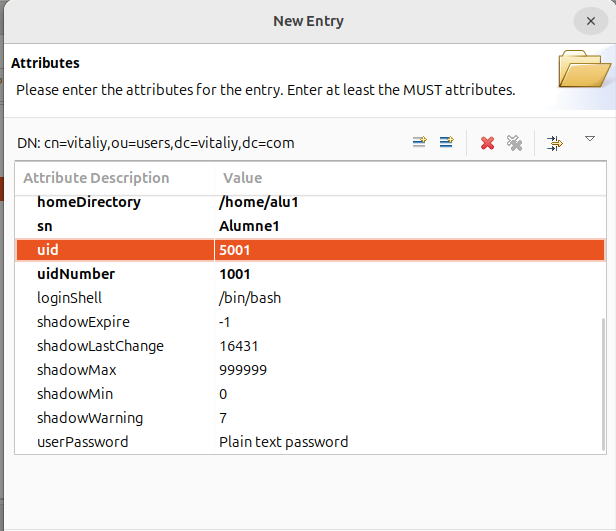 New Entry
Attributes
Please enter the attributes for the entry. Enter at least the MUST attributes.
DN: cn=vitaliy,ou=users,dc=vitaliy,dc=com
Attribute Description Value
homeDirectory /home/alu1
sn Alumne1
uid 5001
uidNumber 1001
loginShell /bin/bash
shadowExpire -1
shadowLastChange 16431
shadowMax 999999
shadowMin 0
shadowWarning 7
userPassword Plain text password